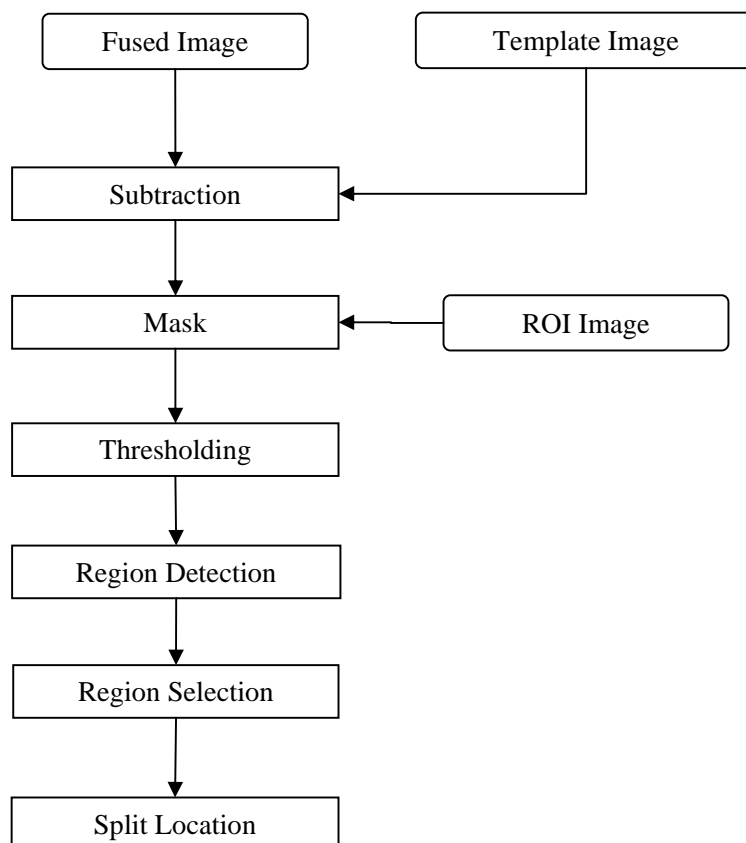 Fused Image
Template Image
Subtraction
Mask
ROI Image
Thresholding
Region Detection
Region Selection
Split Location